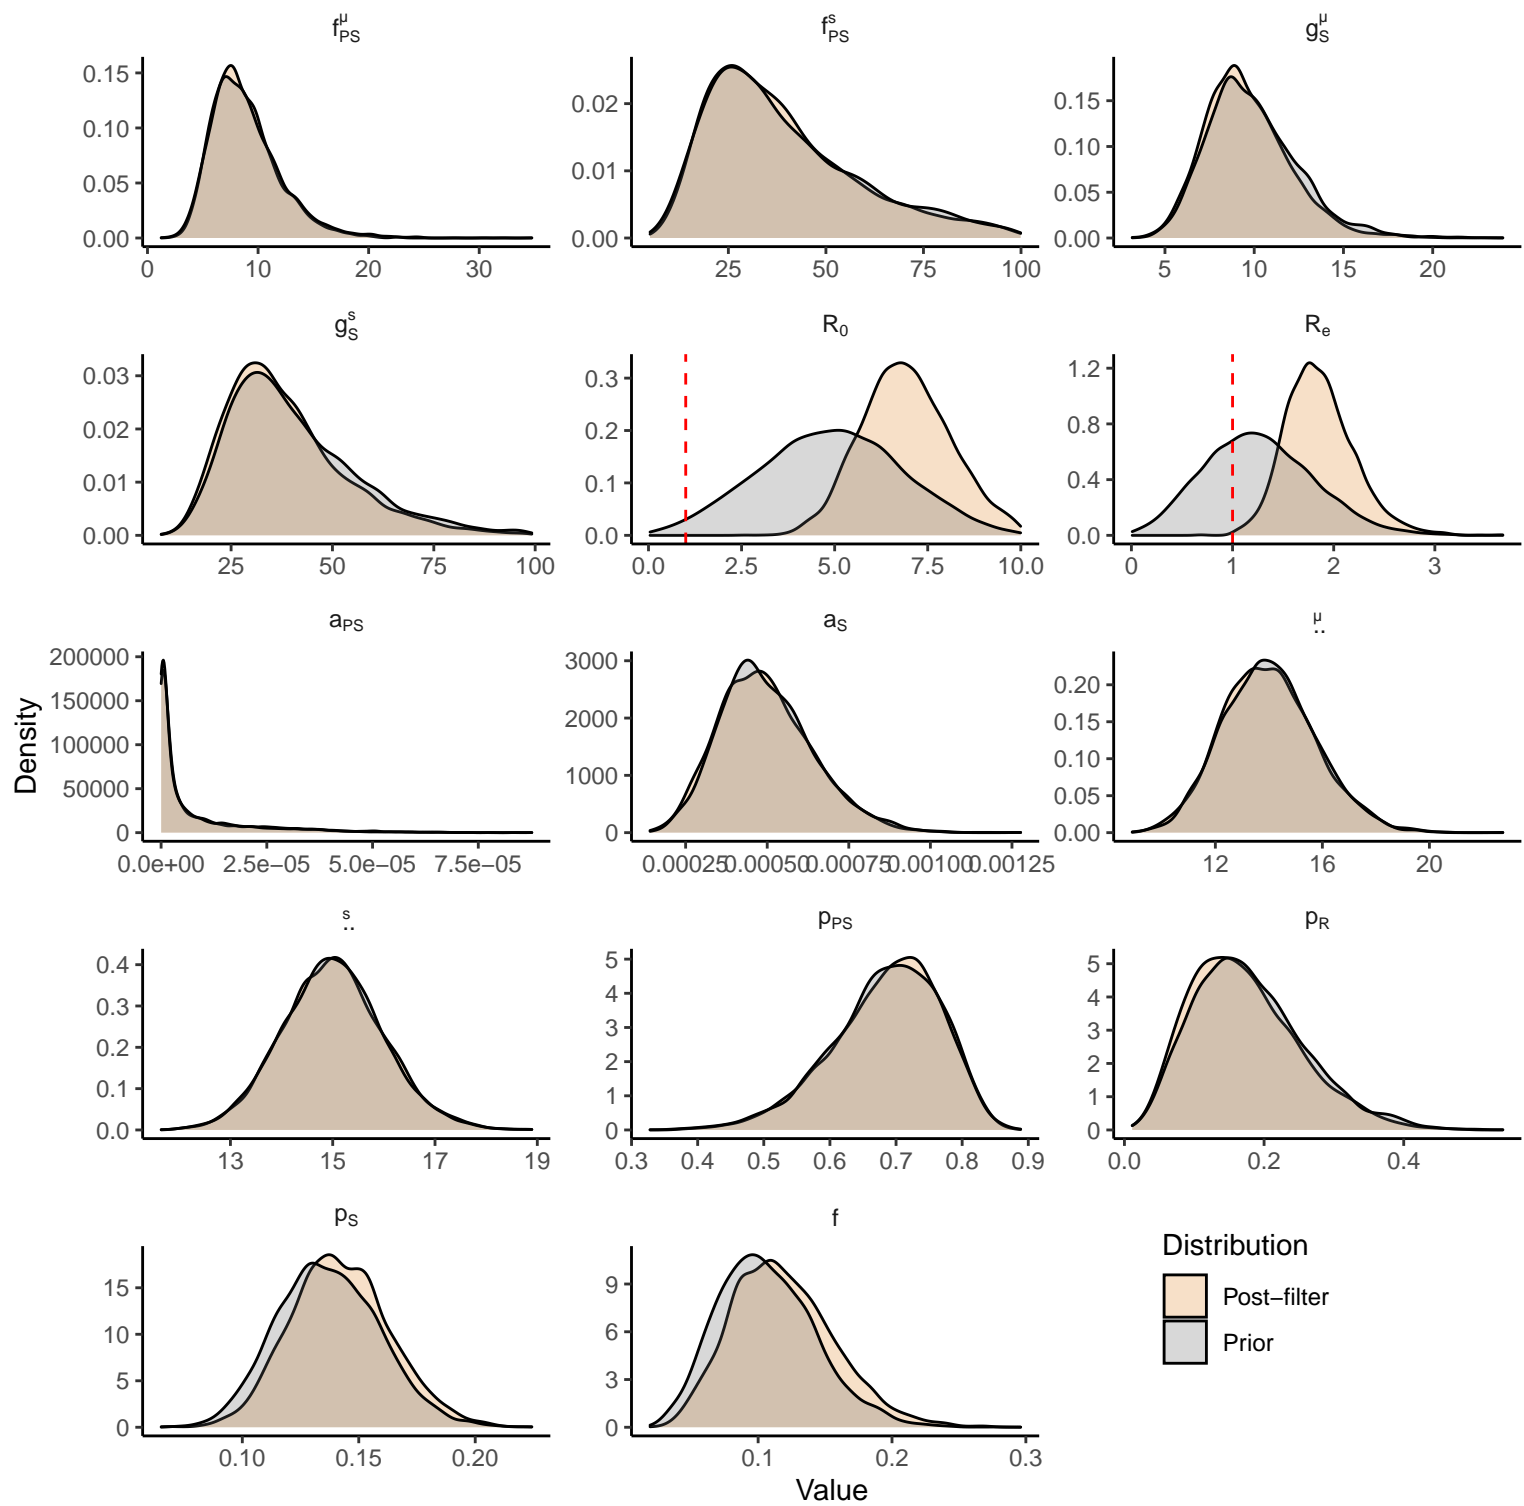 f_PS^µ f_PS^s g_S^µ
0.15 0.10 0.05 0.00
0 10 20 30
0.02 0.01 0.00
25 50 75 100
0.15 0.10 0.05 0.00
5 10 15 20
g_S^s R_0 R_e
0.03 0.02 0.01 0.00
25 50 75 100
0.3 0.2 0.1 0.0
0.0 2.5 5.0 7.5 10.0
1.2 0.8 0.4 0.0
0 1 2 3
a_PS a_S ..^µ
200000 150000 100000 50000 0
0.0e+00 2.5e−05 5.0e−05 7.5e−05
3000 2000 1000 0
0.00025 0.00050 0.00075 0.00100 0.00125
0.20 0.15 0.10 0.05 0.00
12 16 20
Density
..^s p_PS p_R
0.4 0.3 0.2 0.1 0.0
13 15 17 19
5 4 3 2 1 0
0.3 0.4 0.5 0.6 0.7 0.8 0.9
5 4 3 2 1 0
0.0 0.2 0.4
p_S f
15 10 5 0
0.10 0.15 0.20
9 6 3 0
0.1 0.2 0.3
Value
Distribution
Post−filter
Prior